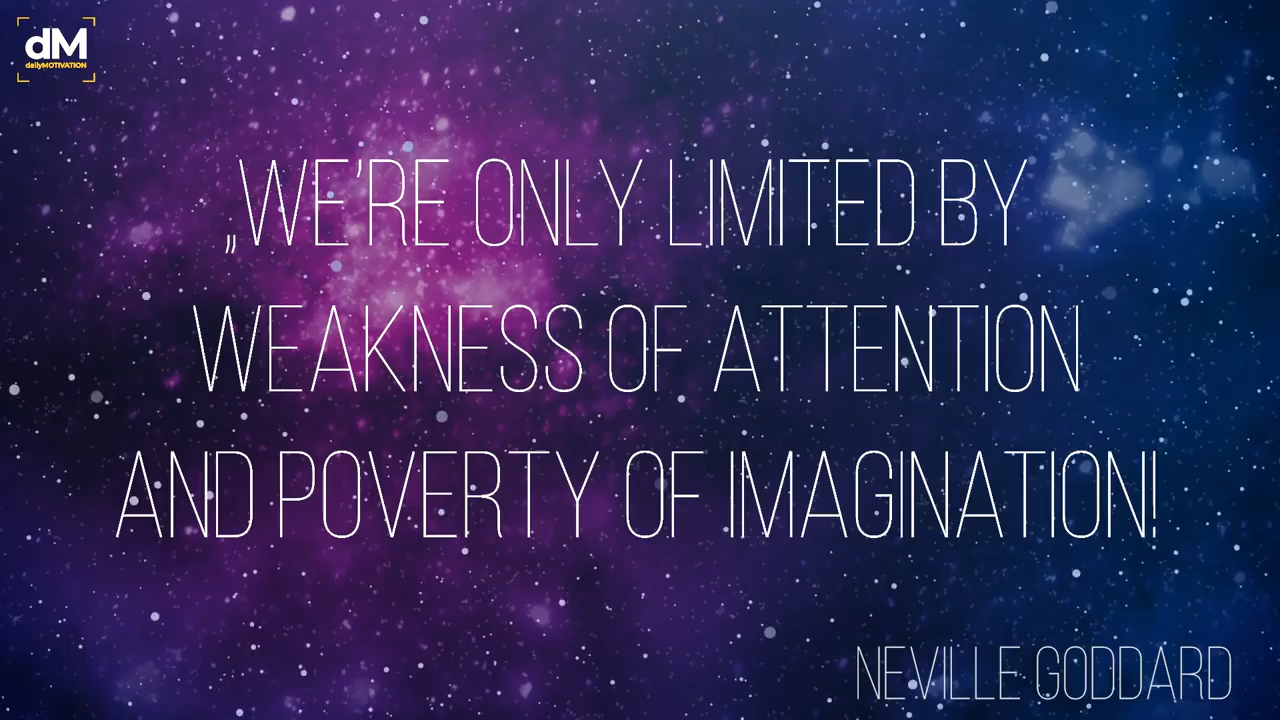 dM
dailyMOTIVATION
„WE'RE ONLY LIMITED BY
WEAKNESS OF ATTENTION
AND POVERTY OF IMAGINATION!
NEVILLE GODDARD